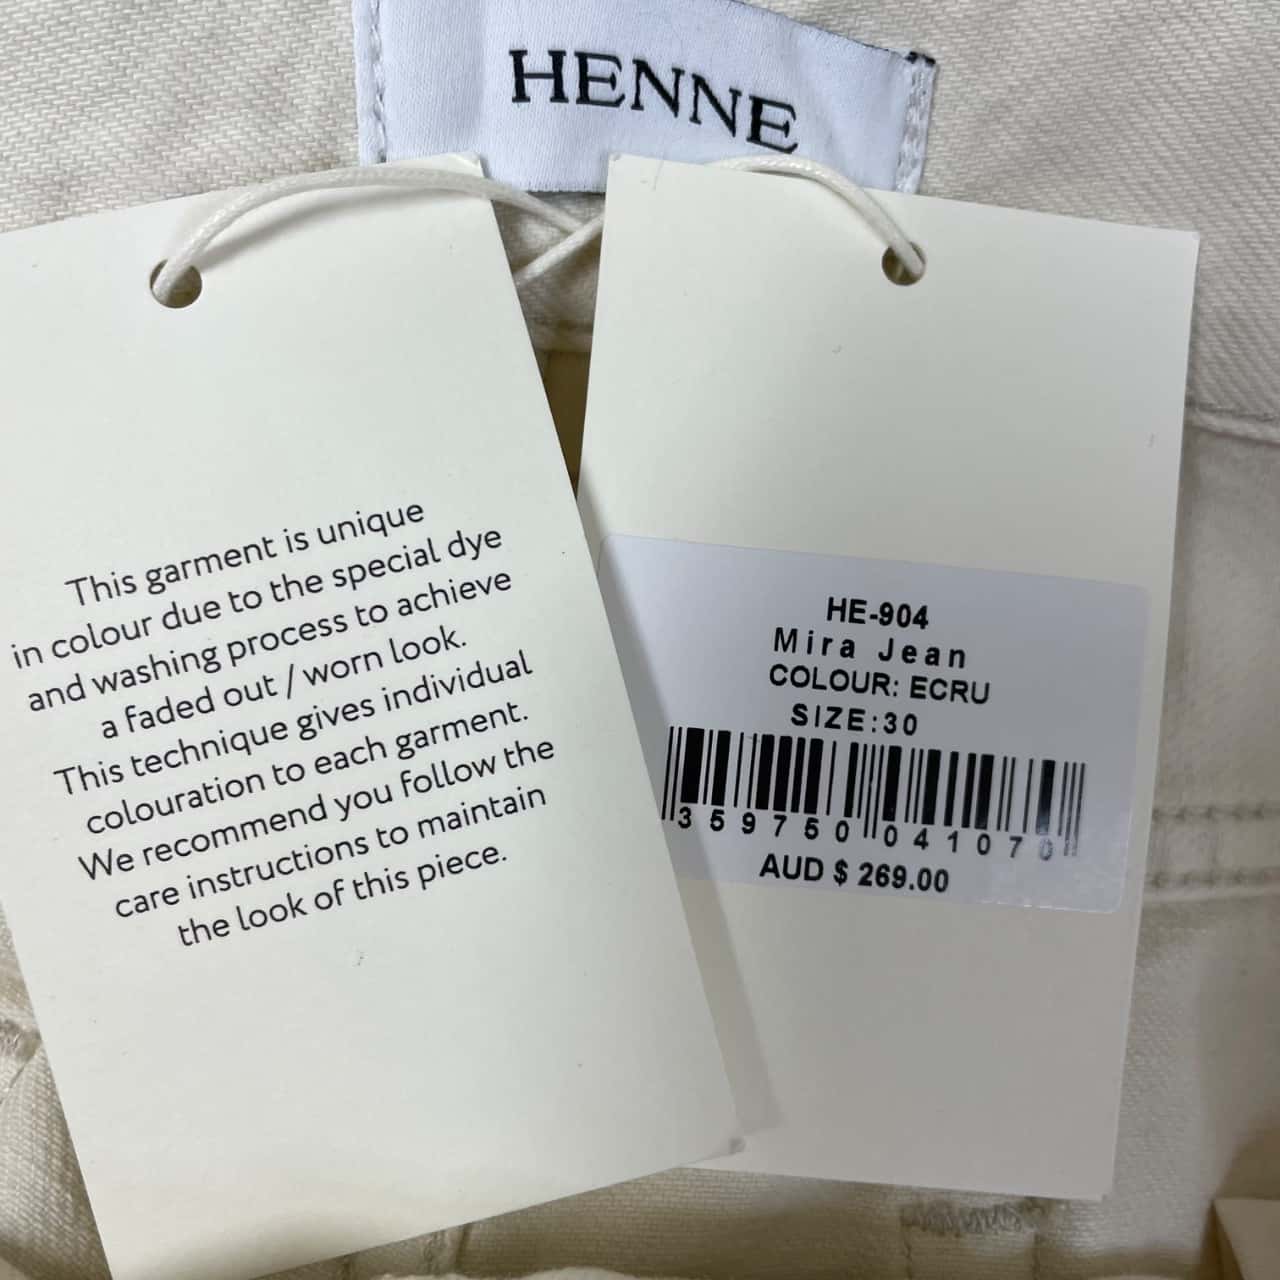 HENNE
This garment is unique
in colour due to the special dye
and washing process to achieve
a faded out / worn look.
This technique gives individual
colouration to each garment.
We recommend you follow the
care instructions to maintain
the look of this piece.
HE-904
Mira Jean
COLOUR: ECRU
SIZE:30
359750 041070
AUD $ 269.00